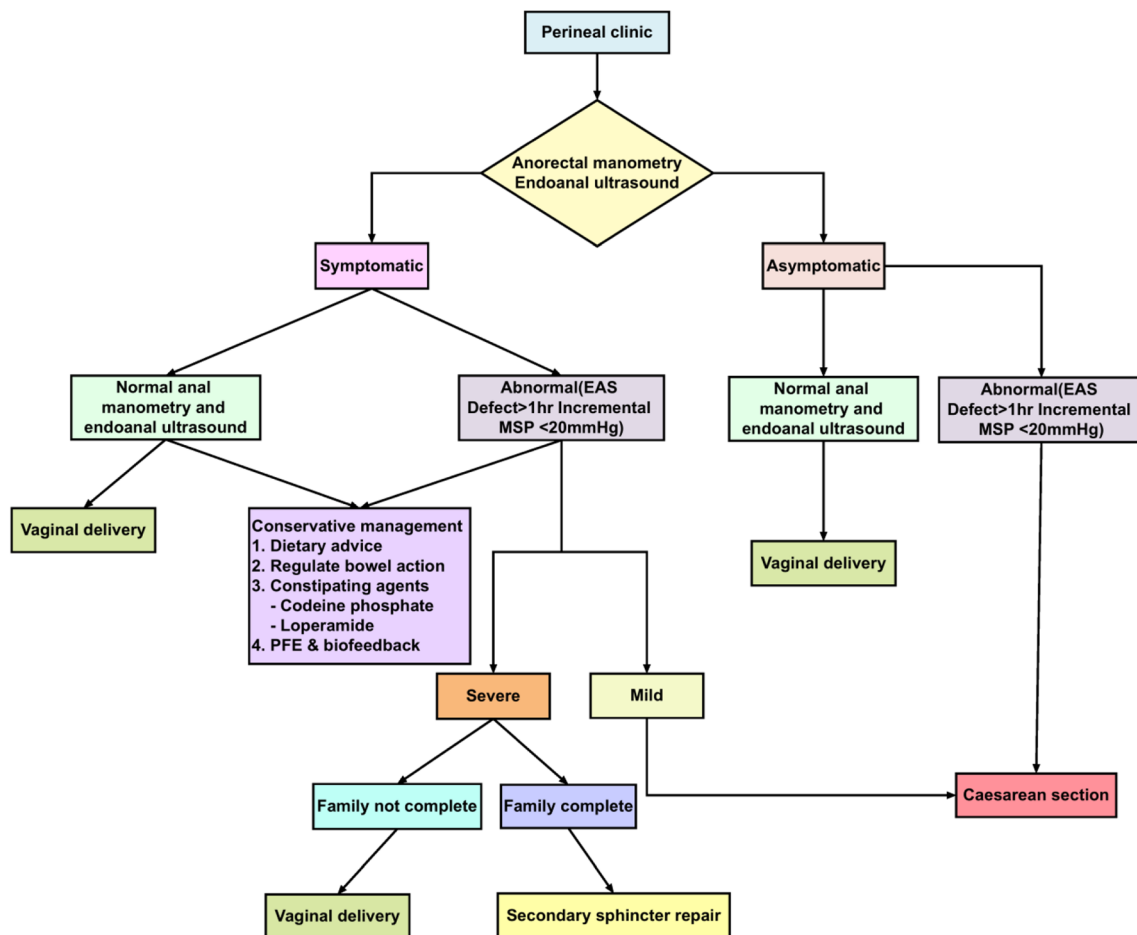 Perineal clinic
Anorectal manometry
Endoanal ultrasound
Symptomatic
Asymptomatic
Normal anal
manometry and
endoanal ultrasound
Abnormal(EAS
Defect>1hr Incremental
MSP <20mmHg)
Normal anal
manometry and
endoanal ultrasound
Abnormal(EAS
Defect>1hr Incremental
MSP <20mmHg)
Vaginal delivery
Conservative management
1. Dietary advice
2. Regulate bowel action
3. Constipating agents
- Codeine phosphate
- Loperamide
4. PFE & biofeedback
Vaginal delivery
Severe
Mild
Family not complete
Family complete
Caesarean section
Vaginal delivery
Secondary sphincter repair